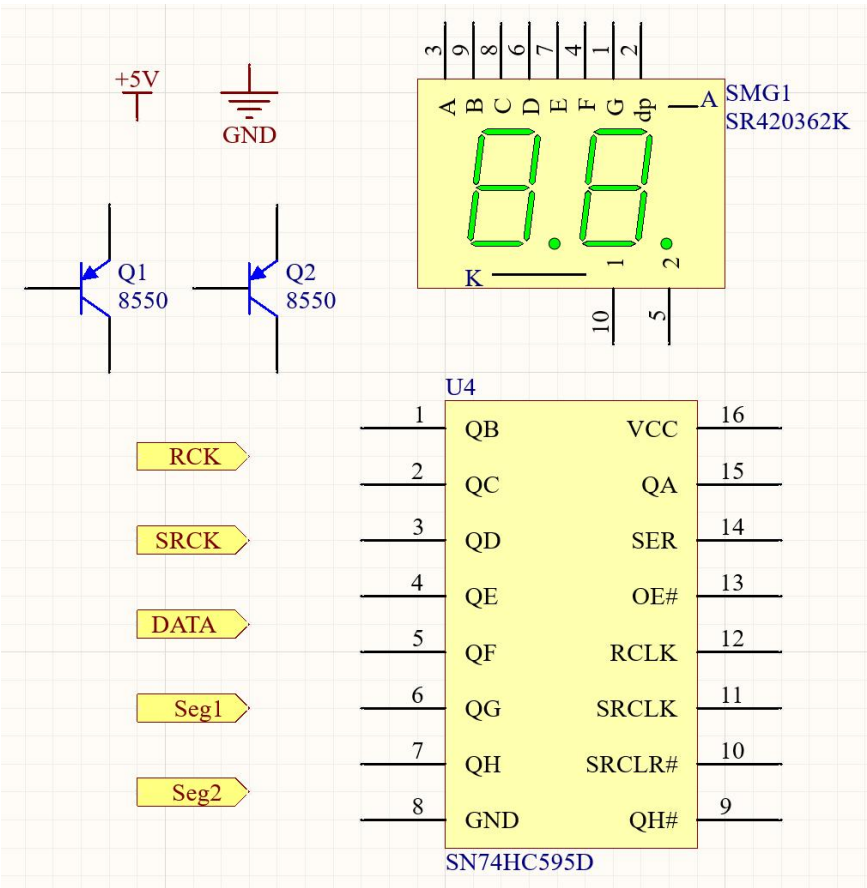 3 9 8 6 7 4 1 2
+5V
GND
A B C D E F G dp A
SMG1
SR420362K
Q1
8550
Q2
8550
K
1 2
10 5
U4
1 QB VCC 16
2 QC QA 15
3 QD SER 14
4 QE OE# 13
5 QF RCLK 12
6 QG SRCLK 11
7 QH SRCLR# 10
8 GND QH# 9
SN74HC595D
RCK
SRCK
DATA
Seg1
Seg2